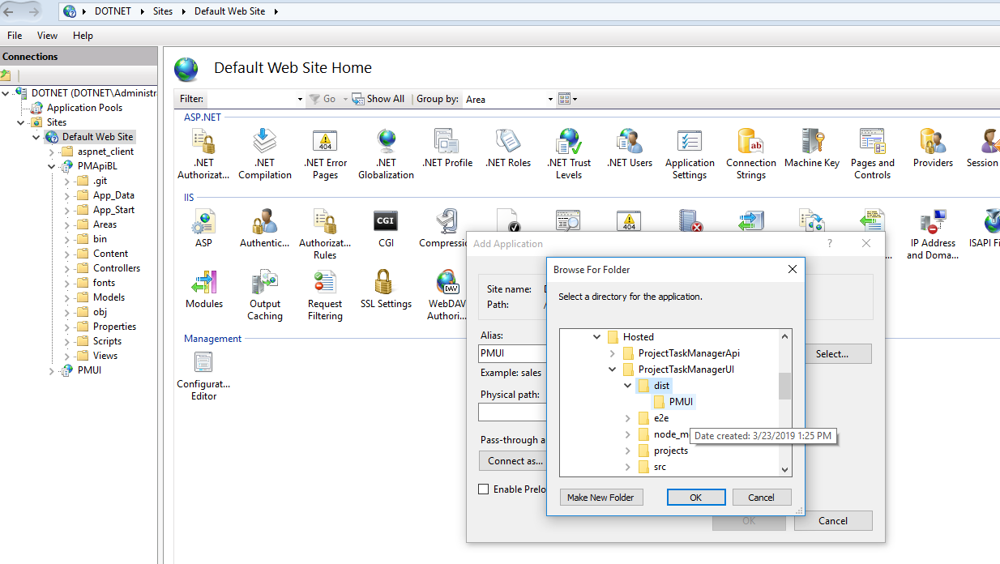 DOTNET Sites Default Web Site
File View Help
Connections
DOTNET (DOTNET\Administr
Application Pools
Sites
Default Web Site
aspnet_client
PMApiBL
.git
App_Data
App_Start
Areas
bin
Content
Controllers
fonts
Models
obj
Properties
Scripts
Views
PMUI
Default Web Site Home
Filter: Go Show All Group by: Area
ASP.NET
.NET Authorizat...
.NET Compilation
.NET Error Pages
404
.NET Globalization
.NET Profile
.NET Roles
.NET Trust Levels
.NET Users
Application Settings
ab
Connection Strings
Machine Key
Pages and Controls
Providers
Session
IIS
ASP
Authentic...
Authorizat... Rules
CGI
CGI
Compressic
404
...
IP Address and Doma...
ISAPI Fi
Modules
Output Caching
Request Filtering
SSL Settings
DAV
WebDAV Authori...
Management
Configurat... Editor
Add Application
?
Site name: D
Path: /
Alias:
PMUI
Select...
Example: sales
Physical path:
Pass-through a
Connect as...
Enable Prelo
OK Cancel
Browse For Folder
Select a directory for the application.
Hosted
ProjectTaskManagerApi
ProjectTaskManagerUI
dist
PMUI
e2e
node_m
Date created: 3/23/2019 1:25 PM
projects
src
Make New Folder OK Cancel